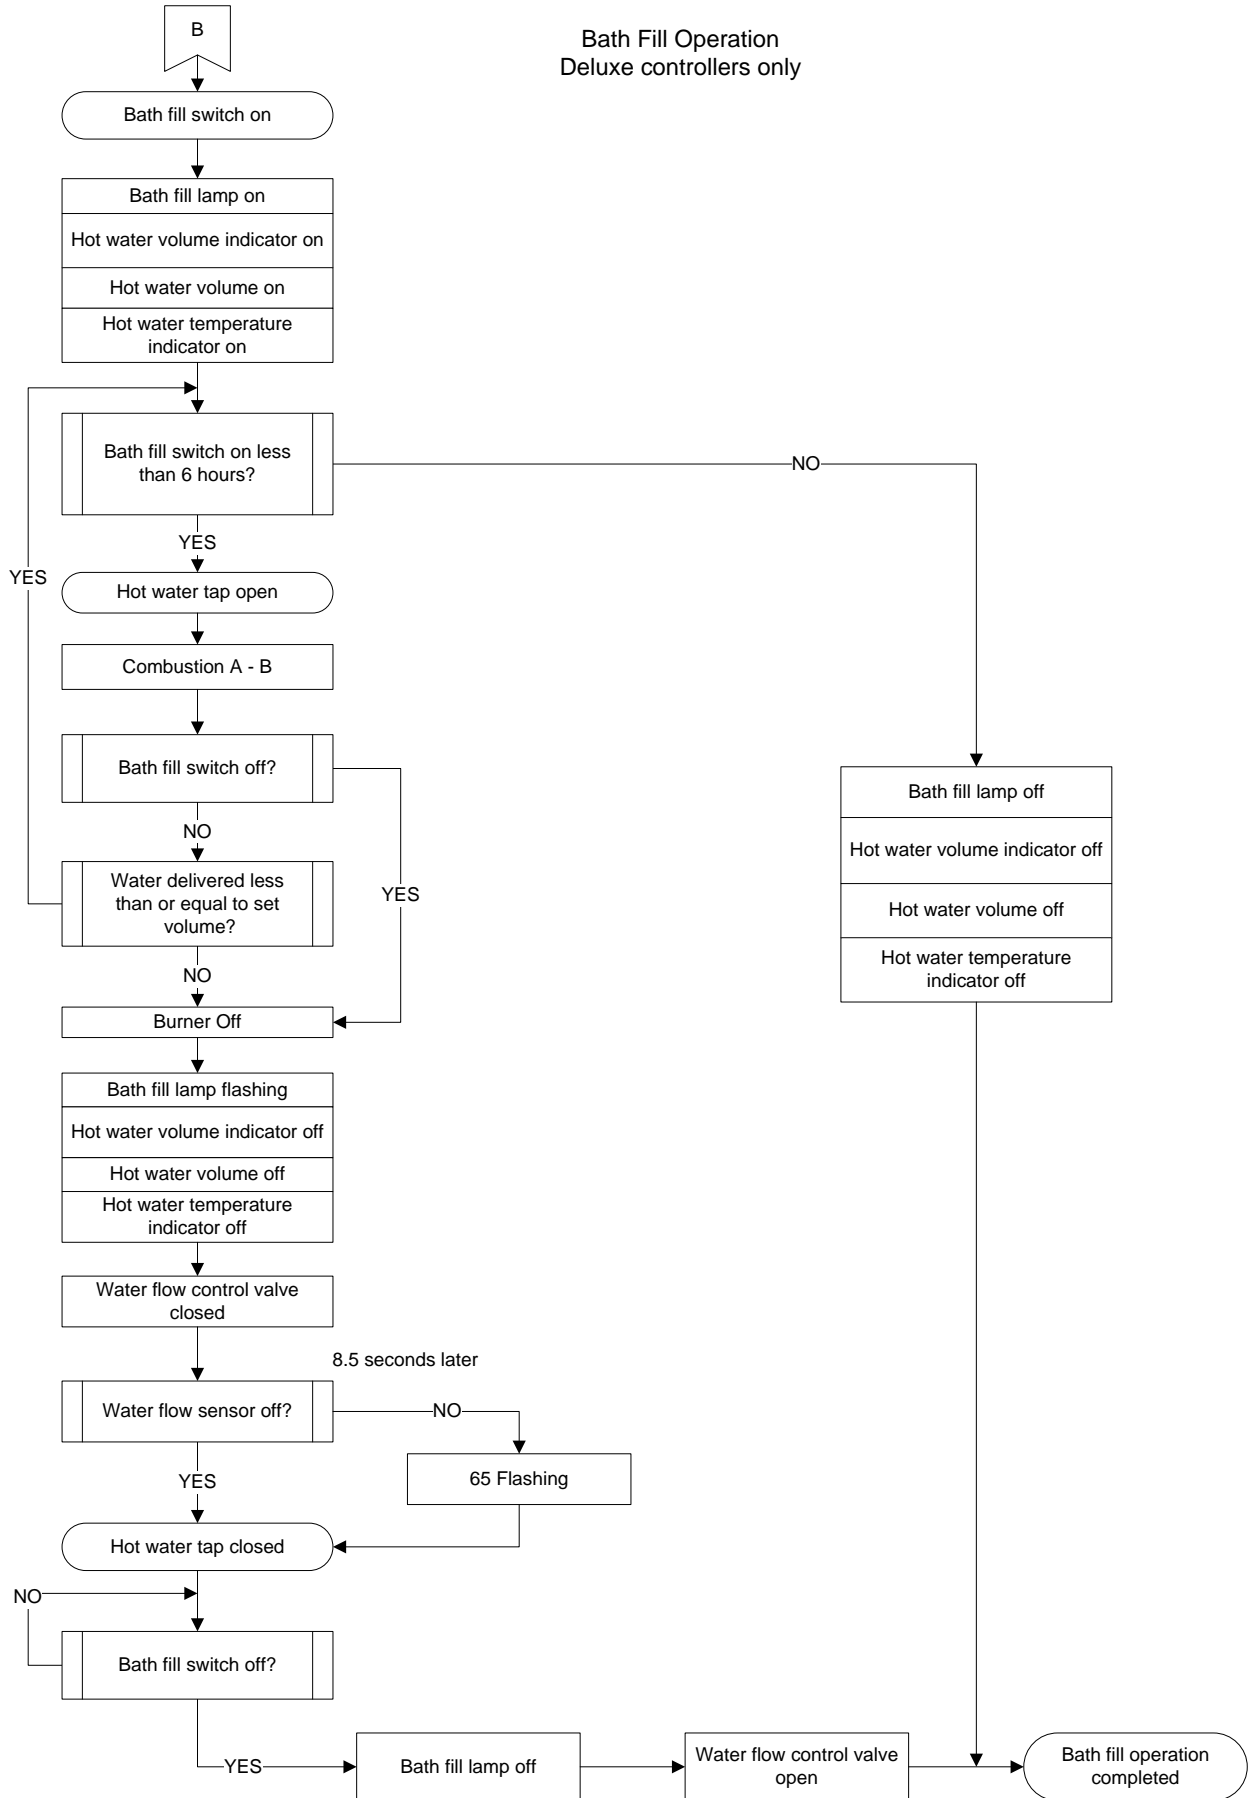 B
Bath Fill Operation
Deluxe controllers only
Bath fill switch on
Bath fill lamp on
Hot water volume indicator on
Hot water volume on
Hot water temperature
indicator on
Bath fill switch on less
than 6 hours?
NO
YES
YES
Hot water tap open
Combustion A - B
Bath fill switch off?
NO
YES
Water delivered less
than or equal to set
volume?
NO
Burner Off
Bath fill lamp off
Hot water volume indicator off
Hot water volume off
Hot water temperature
indicator off
Bath fill lamp flashing
Hot water volume indicator off
Hot water volume off
Hot water temperature
indicator off
Water flow control valve
closed
8.5 seconds later
Water flow sensor off?
NO
65 Flashing
YES
Hot water tap closed
NO
Bath fill switch off?
YES
Bath fill lamp off
Water flow control valve
open
Bath fill operation
completed